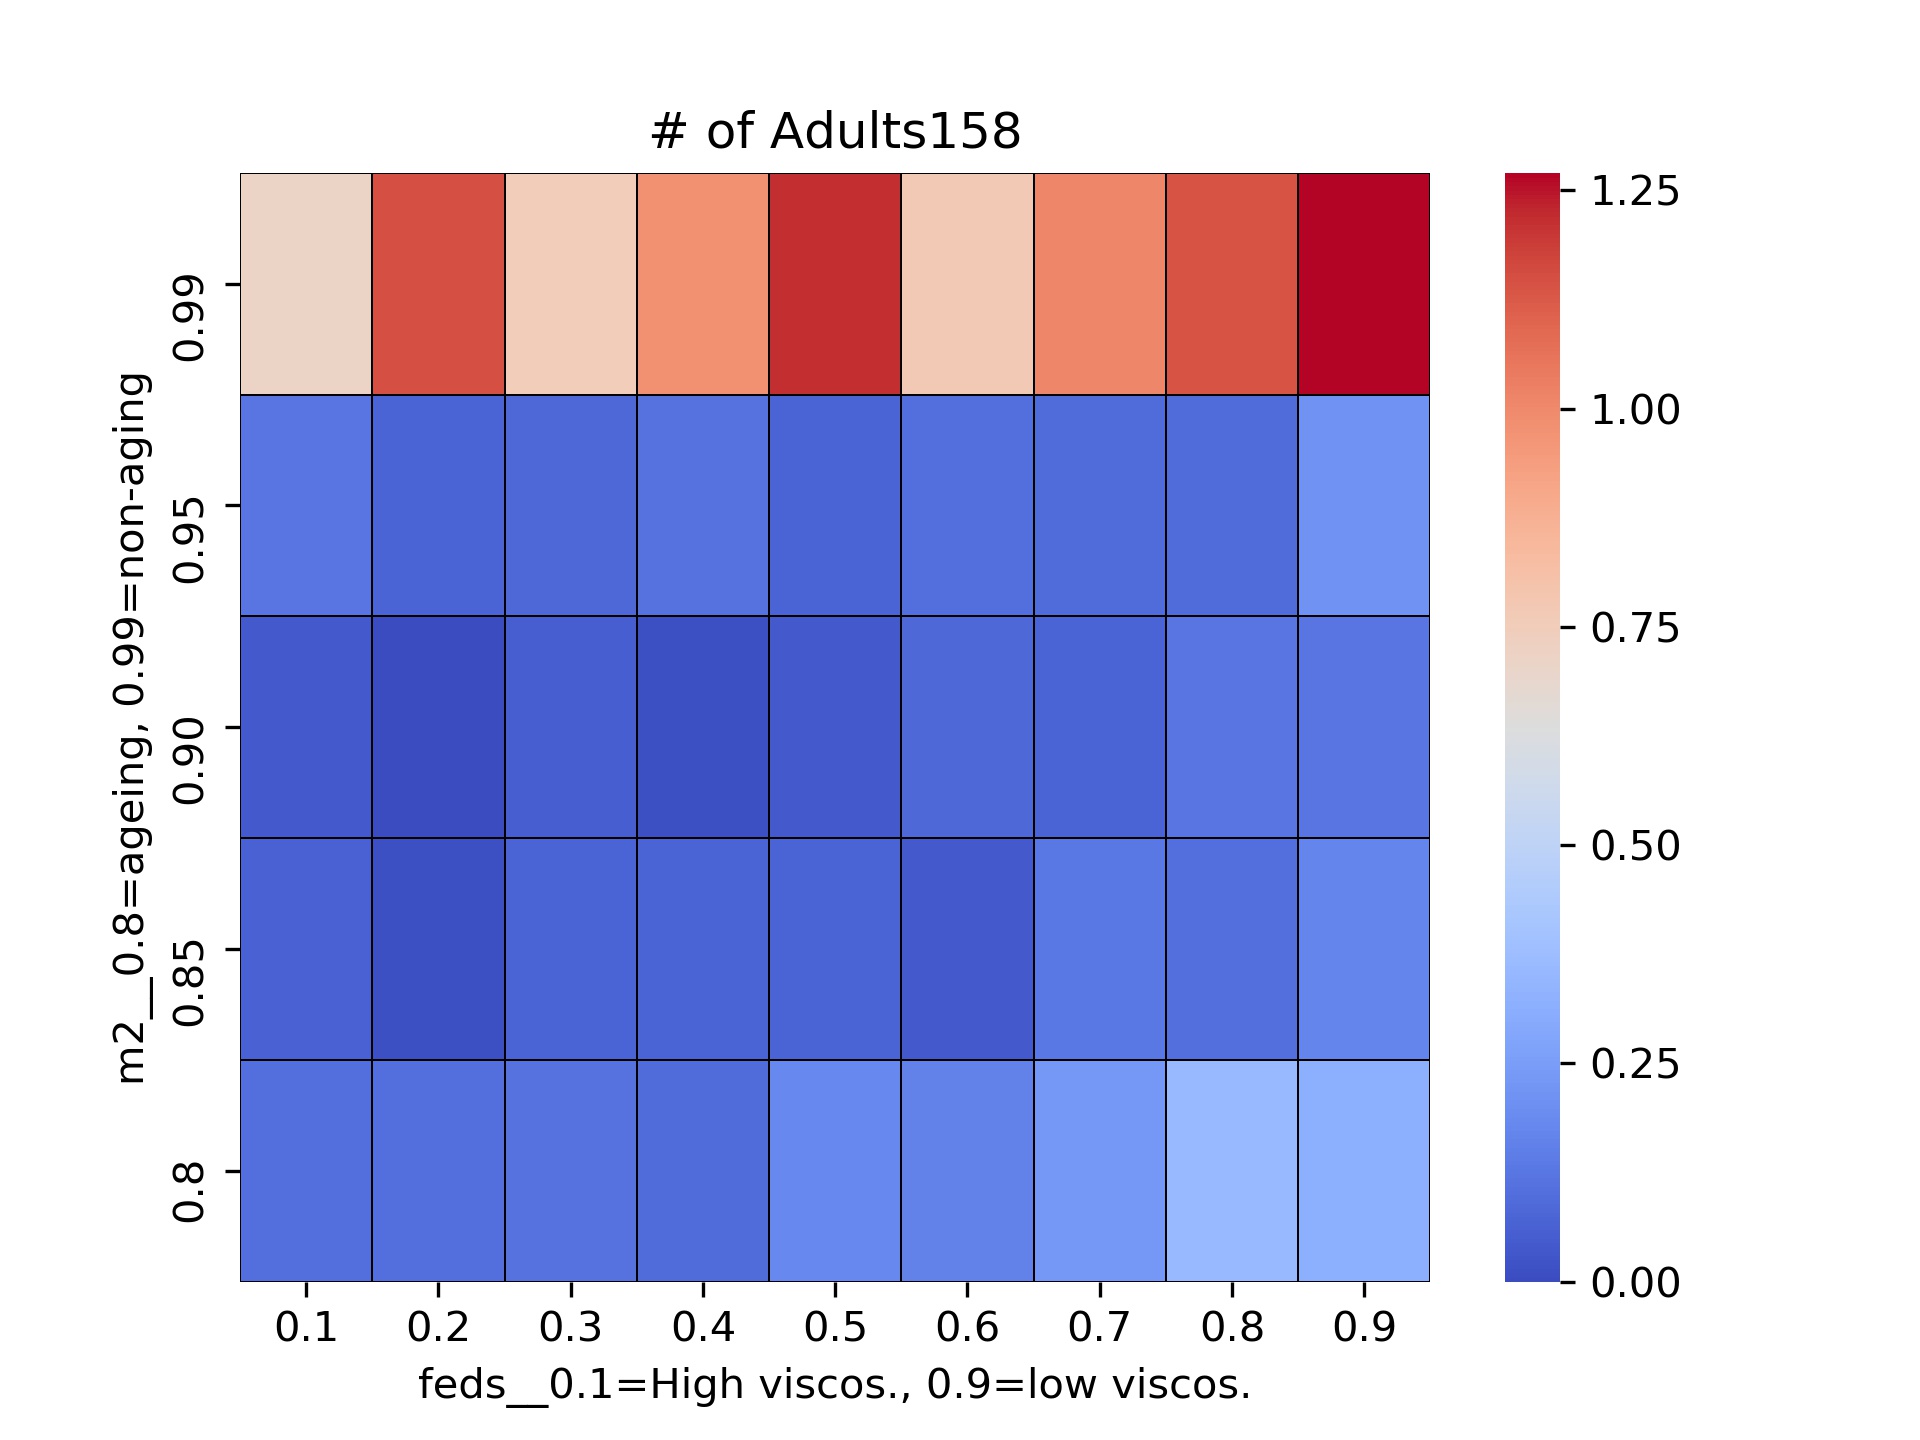 # of Adults158
m2__0.8=ageing, 0.99=non-aging
0.99
0.95
0.90
0.85
0.8
0.1 0.2 0.3 0.4 0.5 0.6 0.7 0.8 0.9
feds__0.1=High viscos., 0.9=low viscos.
1.25
1.00
0.75
0.50
0.25
0.00